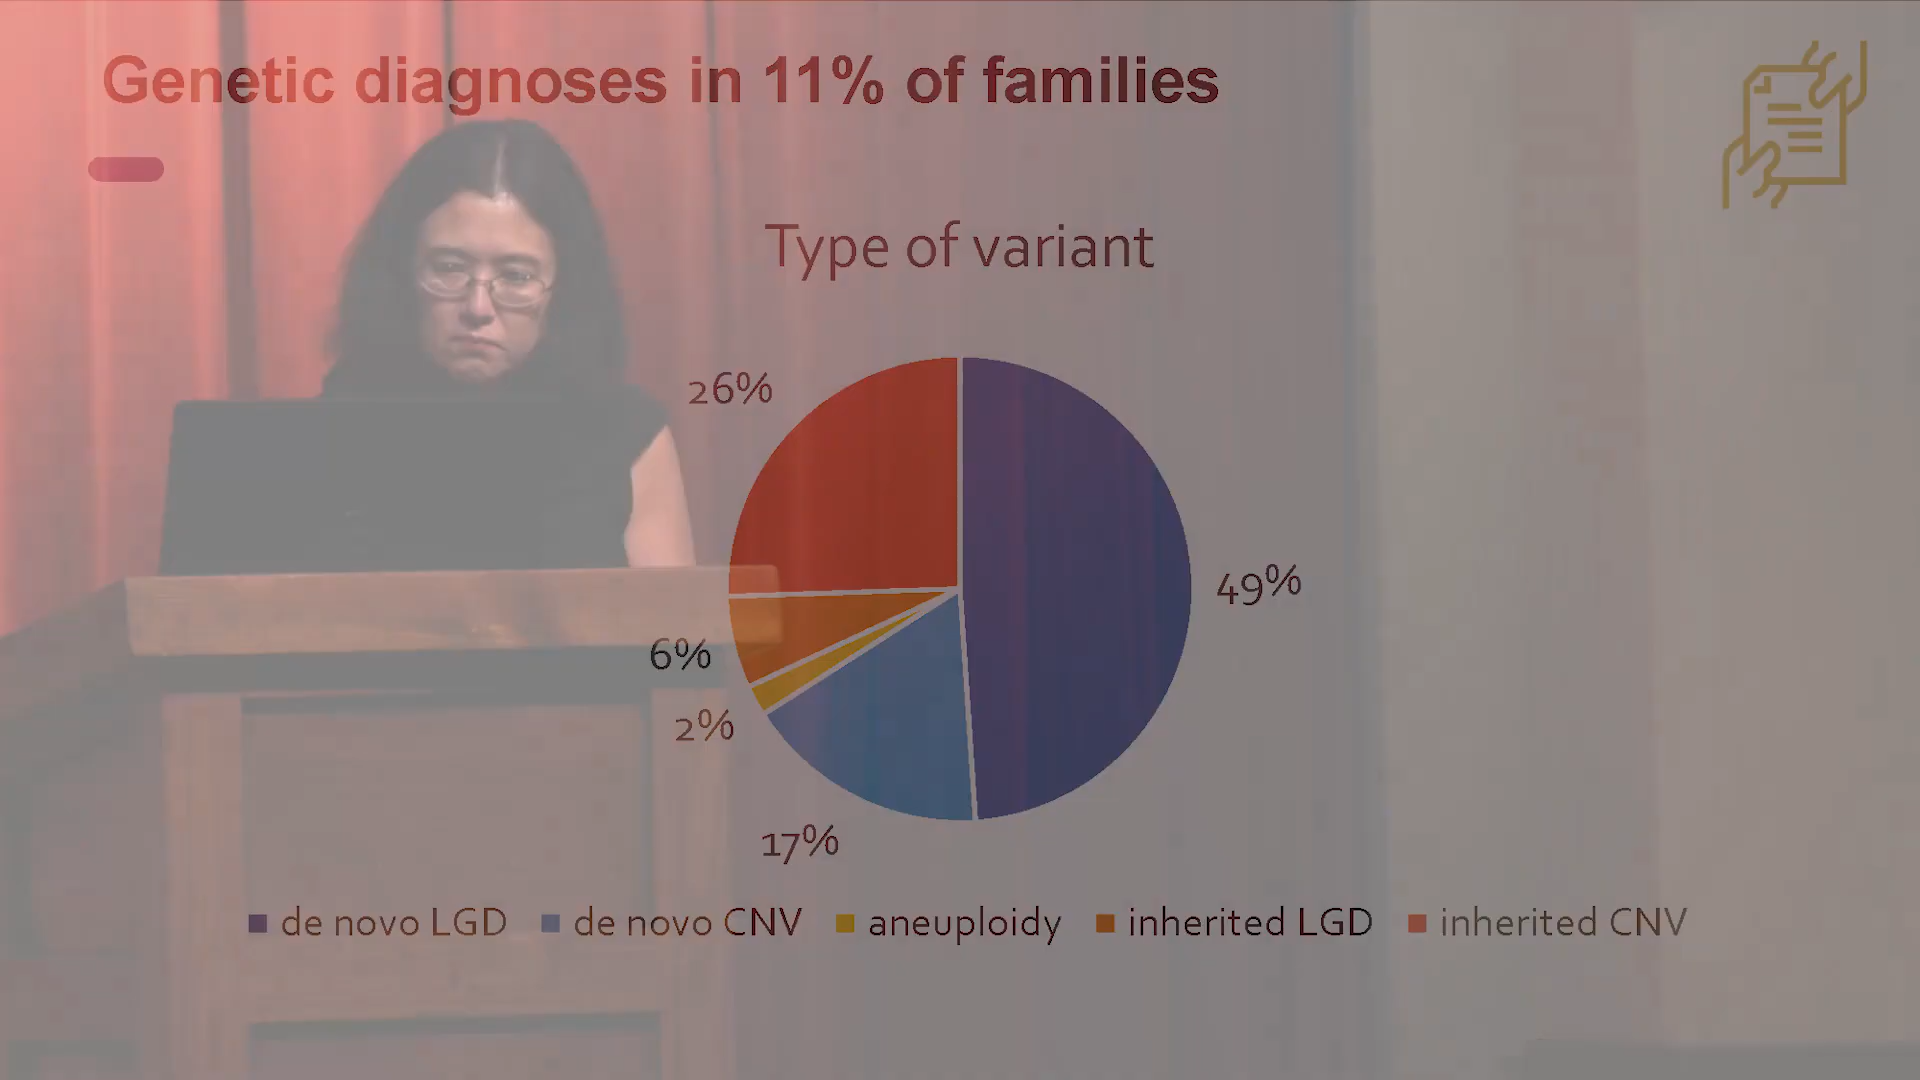 Genetic diagnoses in 11% of families
Type of variant
26%
49%
6%
2%
17%
de novo LGD de novo CNV aneuploidy inherited LGD inherited CNV